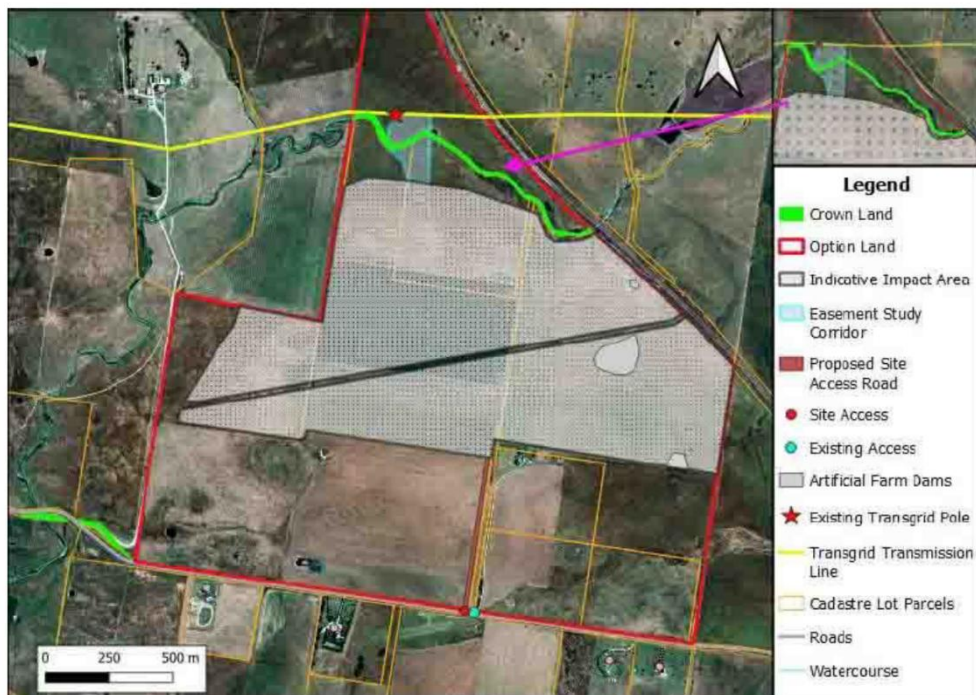 Legend
Crown Land
Option Land
Indicative Impact Area
Easement Study
Corridor
Proposed Site
Access Road
Site Access
Existing Access
Artificial Farm Dams
Existing Transgrid Pole
Transgrid Transmission
Line
Cadastre Lot Parcels
Roads
Watercourse
0 250 500 m